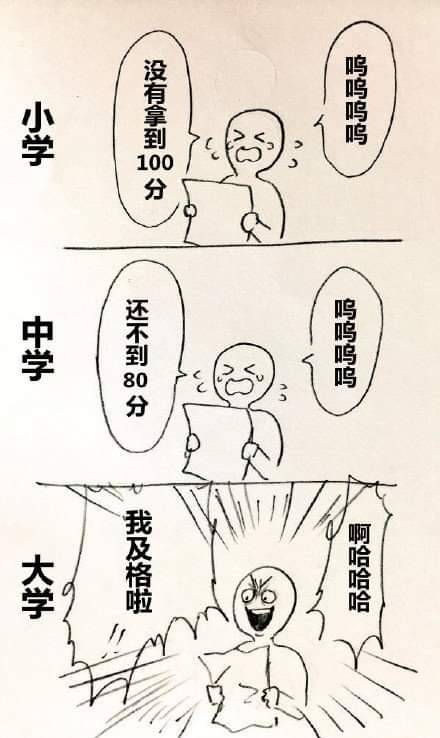 小学
呜呜呜呜
没有拿到100分
中学
呜呜呜呜
还不到80分
大学
啊哈哈哈
我及格啦